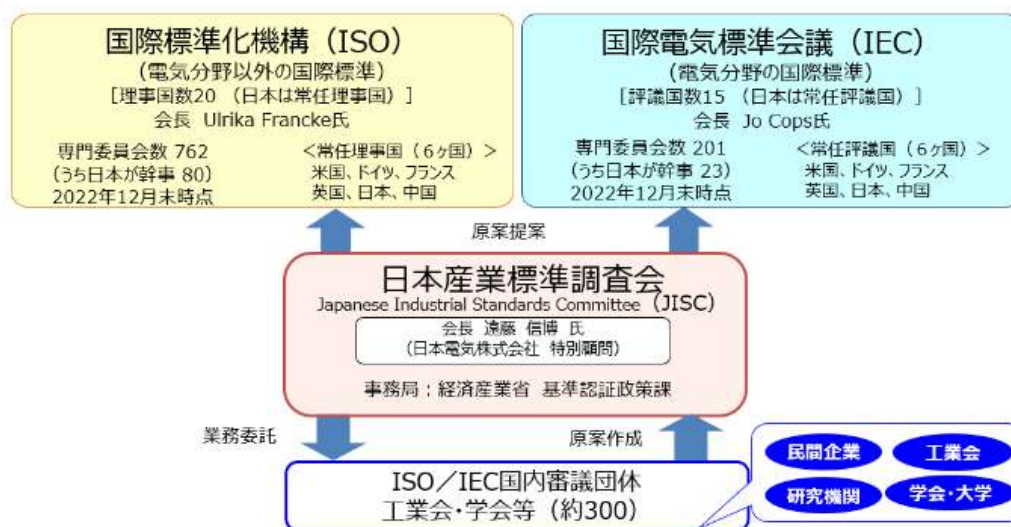 国際標準化機構（ISO）
(電気分野以外の国際標準)
［理事国数20 （日本は常任理事国）］
会長 Ulrika Francke氏
専門委員会数 762
(うち日本が幹事 80)
2022年12月末時点
＜常任理事国（6ヶ国）＞
米国、ドイツ、フランス
英国、日本、中国
国際電気標準会議（IEC）
(電気分野の国際標準)
［評議国数15 （日本は常任評議国）］
会長 Jo Cops氏
専門委員会数 201
(うち日本が幹事 23)
2022年12月末時点
＜常任評議国（6ヶ国）＞
米国、ドイツ、フランス
英国、日本、中国
原案提案
日本産業標準調査会
Japanese Industrial Standards Committee（JISC)
会長 遠藤 信博 氏
（日本電気株式会社 特別顧問）
事務局：経済産業省 基準認証政策課
業務委託
原案作成
ISO／IEC国内審議団体
工業会・学会等（約300）
民間企業
工業会
研究機関
学会・大学